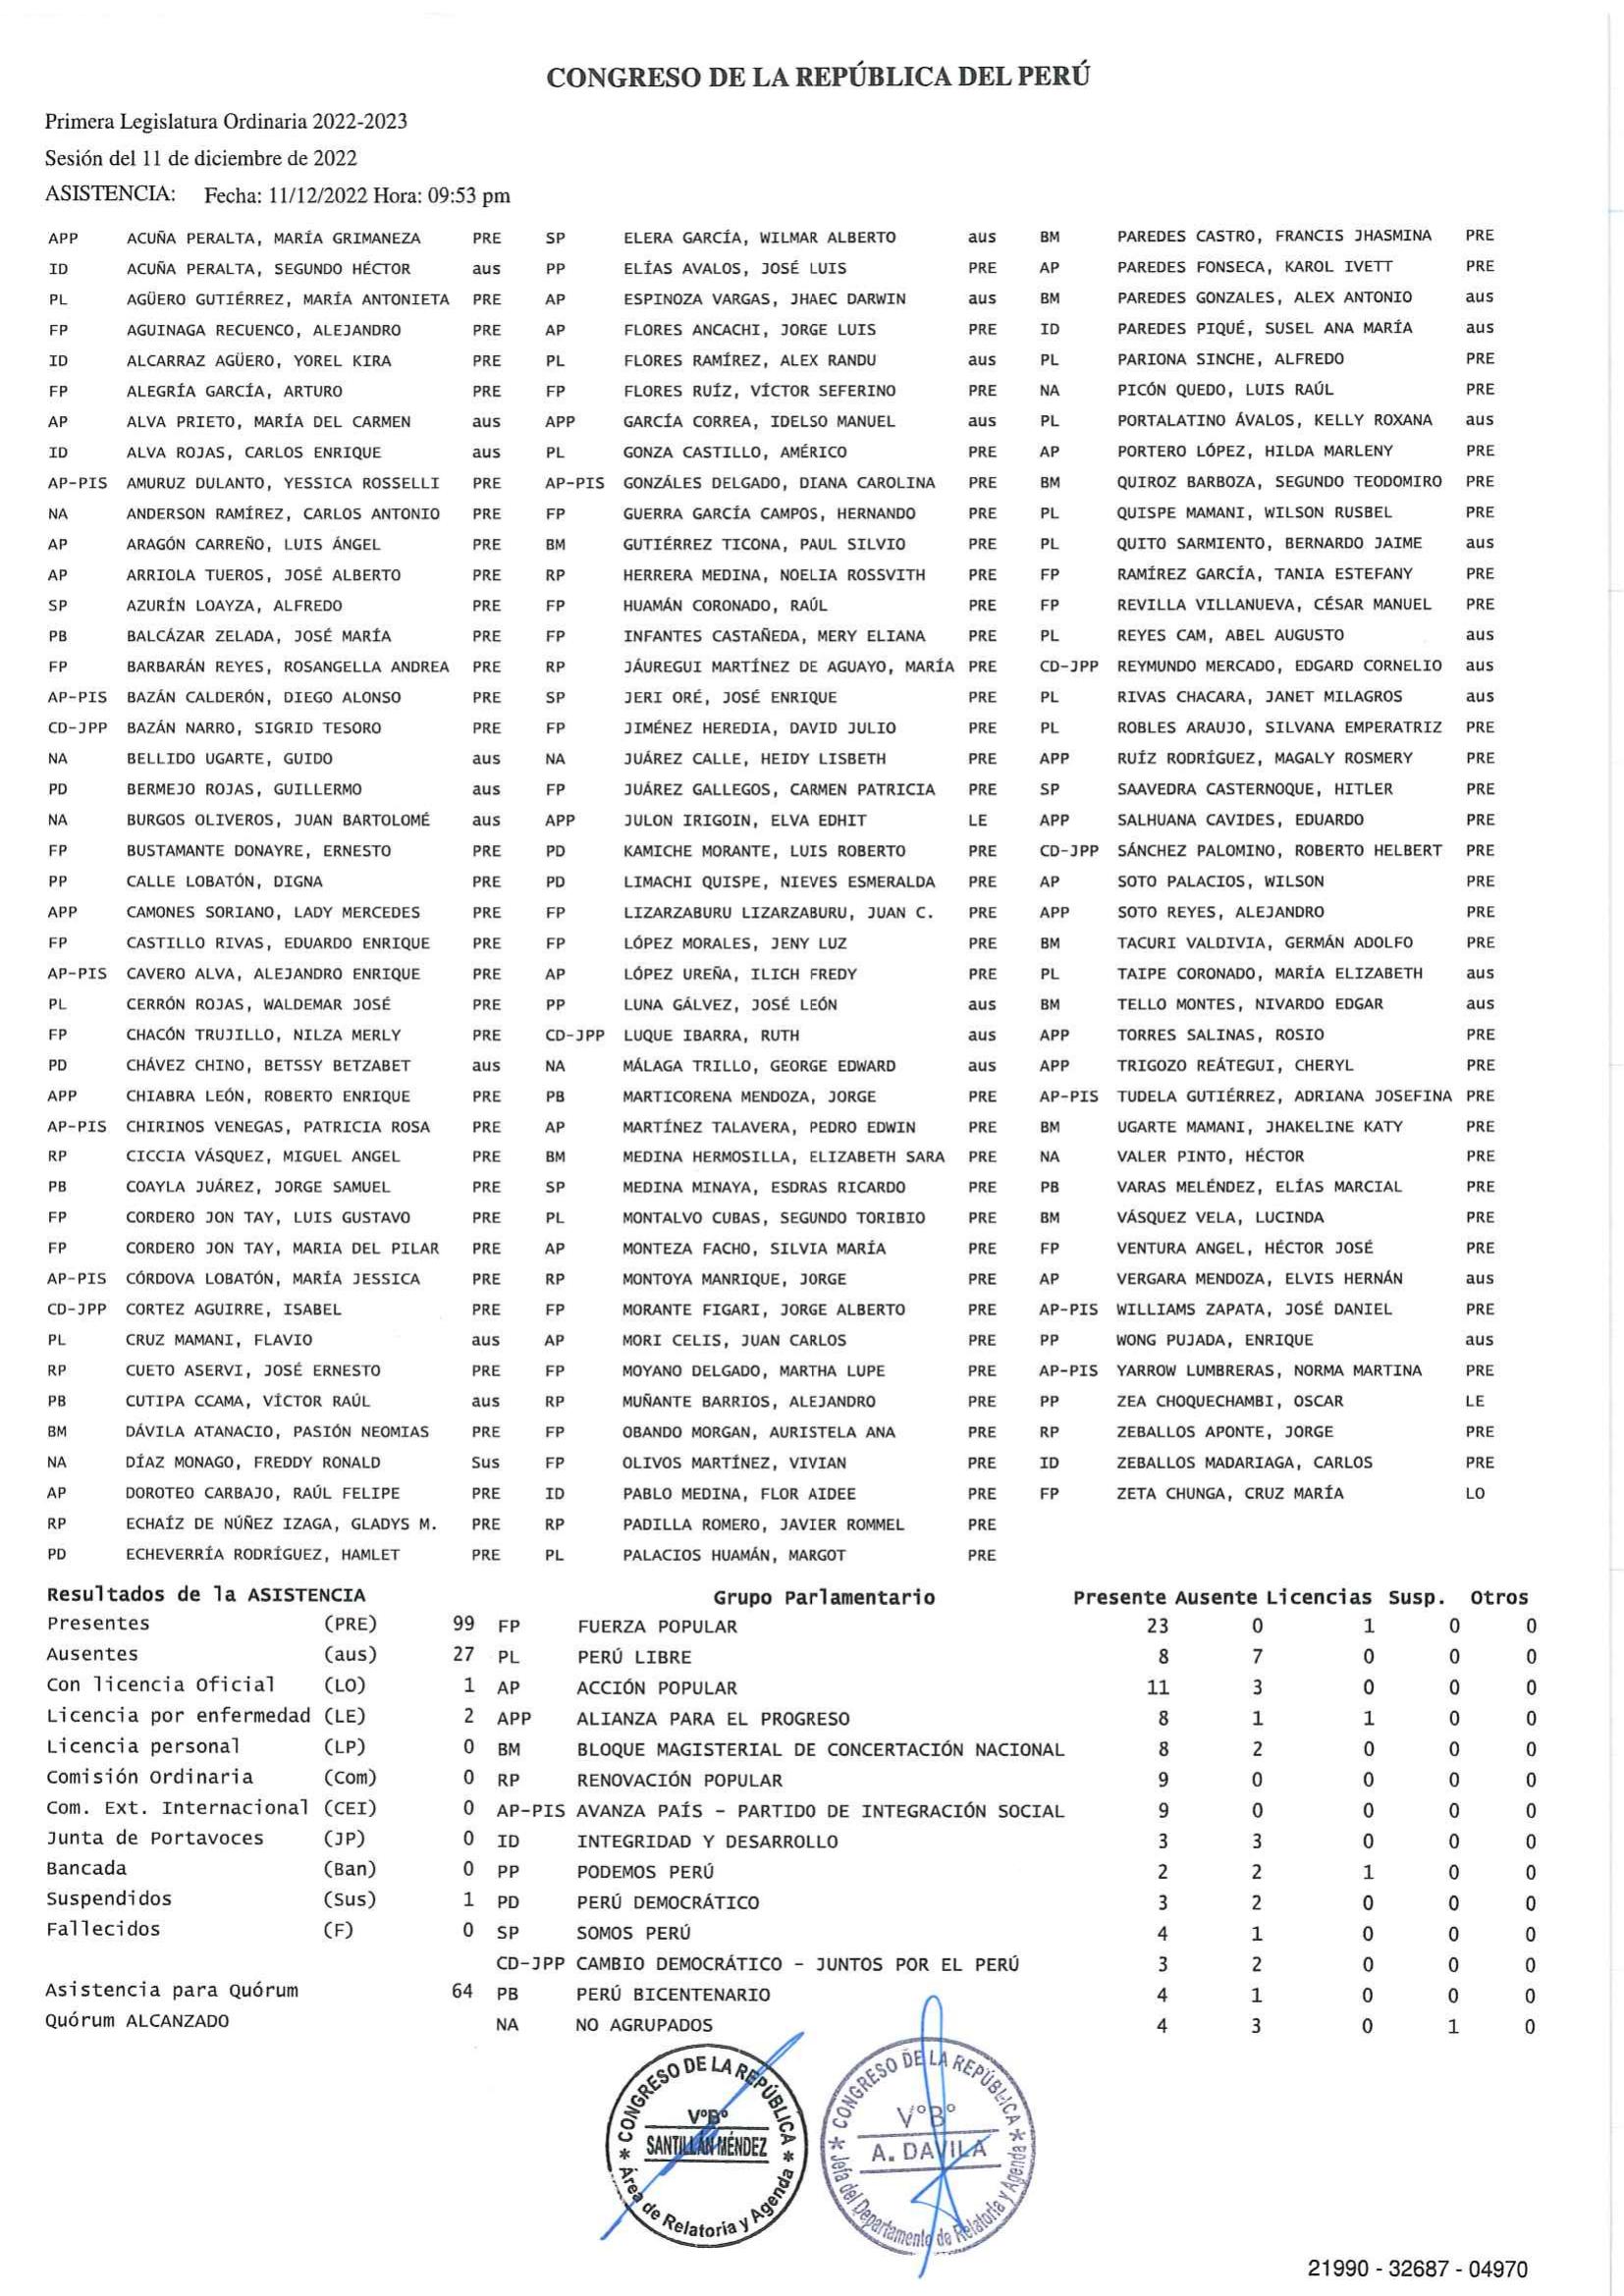 CONGRESO DE LA REPÚBLICA DEL PERÚ
Primera Legislatura Ordinaria 2022-2023
Sesión del 11 de diciembre de 2022
ASISTENCIA: Fecha: 11/12/2022 Hora: 09:53 pm
APP ACUÑA PERALTA, MARÍA GRIMANEZA PRE SP ELERA GARCÍA, WILMAR ALBERTO aus BM PAREDES CASTRO, FRANCIS JHASMINA PRE
ID ACUÑA PERALTA, SEGUNDO HÉCTOR aus PP ELÍAS AVALOS, JOSÉ LUIS PRE AP PAREDES FONSECA, KAROL IVETT PRE
PL AGÜERO GUTIÉRREZ, MARÍA ANTONIETA PRE AP ESPINOZA VARGAS, JHAEC DARWIN aus BM PAREDES GONZALES, ALEX ANTONIO aus
FP AGUINAGA RECUENCO, ALEJANDRO PRE AP FLORES ANCACHI, JORGE LUIS PRE ID PAREDES PIQUÉ, SUSEL ANA MARÍA aus
ID ALCARRAZ AGÜERO, YOREL KIRA PRE PL FLORES RAMÍREZ, ALEX RANDU aus PL PARIONA SINCHE, ALFREDO PRE
FP ALEGRÍA GARCÍA, ARTURO PRE FP FLORES RUÍZ, VÍCTOR SEFERINO PRE NA PICÓN QUEDO, LUIS RAÚL PRE
AP ALVA PRIETO, MARÍA DEL CARMEN aus APP GARCÍA CORREA, IDELSO MANUEL aus PL PORTALATINO ÁVALOS, KELLY ROXANA aus
ID ALVA ROJAS, CARLOS ENRIQUE aus PL GONZA CASTILLO, AMÉRICO PRE AP PORTERO LÓPEZ, HILDA MARLENY PRE
AP-PIS AMURUZ DULANTO, YESSICA ROSSELLI PRE AP-PIS GONZÁLES DELGADO, DIANA CAROLINA PRE BM QUIROZ BARBOZA, SEGUNDO TEODOMIRO PRE
NA ANDERSON RAMÍREZ, CARLOS ANTONIO PRE FP GUERRA GARCÍA CAMPOS, HERNANDO PRE PL QUISPE MAMANI, WILSON RUSBEL PRE
AP ARAGÓN CARREÑO, LUIS ÁNGEL PRE BM GUTIÉRREZ TICONA, PAUL SILVIO PRE PL QUITO SARMIENTO, BERNARDO JAIME aus
AP ARRIOLA TUEROS, JOSÉ ALBERTO PRE RP HERRERA MEDINA, NOELIA ROSSVITH PRE FP RAMÍREZ GARCÍA, TANIA ESTEFANY PRE
SP AZURÍN LOAYZA, ALFREDO PRE FP HUAMÁN CORONADO, RAÚL PRE FP REVILLA VILLANUEVA, CÉSAR MANUEL PRE
PB BALCÁZAR ZELADA, JOSÉ MARÍA PRE FP INFANTES CASTAÑEDA, MERY ELIANA PRE PL REYES CAM, ABEL AUGUSTO aus
FP BARBARÁN REYES, ROSANGELLA ANDREA PRE RP JÁUREGUI MARTÍNEZ DE AGUAYO, MARÍA PRE CD-JPP REYMUNDO MERCADO, EDGARD CORNELIO aus
AP-PIS BAZÁN CALDERÓN, DIEGO ALONSO PRE SP JERI ORÉ, JOSÉ ENRIQUE PRE PL RIVAS CHACARA, JANET MILAGROS aus
CD-JPP BAZÁN NARRO, SIGRID TESORO PRE FP JIMÉNEZ HEREDIA, DAVID JULIO PRE PL ROBLES ARAUJO, SILVANA EMPERATRIZ PRE
NA BELLIDO UGARTE, GUIDO aus NA JUÁREZ CALLE, HEIDY LISBETH PRE APP RUÍZ RODRÍGUEZ, MAGALY ROSMERY PRE
PD BERMEJO ROJAS, GUILLERMO aus FP JUÁREZ GALLEGOS, CARMEN PATRICIA PRE SP SAAVEDRA CASTERNOQUE, HITLER PRE
NA BURGOS OLIVEROS, JUAN BARTOLOMÉ aus APP JULON IRIGOIN, ELVA EDHIT LE APP SALHUANA CAVIDES, EDUARDO PRE
FP BUSTAMANTE DONAYRE, ERNESTO PRE PD KAMICHE MORANTE, LUIS ROBERTO PRE CD-JPP SÁNCHEZ PALOMINO, ROBERTO HELBERT PRE
PP CALLE LOBATÓN, DIGNA PRE PD LIMACHI QUISPE, NIEVES ESMERALDA PRE AP SOTO PALACIOS, WILSON PRE
APP CAMONES SORIANO, LADY MERCEDES PRE FP LIZARZABURU LIZARZABURU, JUAN C. PRE APP SOTO REYES, ALEJANDRO PRE
FP CASTILLO RIVAS, EDUARDO ENRIQUE PRE FP LÓPEZ MORALES, JENY LUZ PRE BM TACURI VALDIVIA, GERMÁN ADOLFO PRE
AP-PIS CAVERO ALVA, ALEJANDRO ENRIQUE PRE AP LÓPEZ UREÑA, ILICH FREDY PRE PL TAIPE CORONADO, MARÍA ELIZABETH aus
PL CERRÓN ROJAS, WALDEMAR JOSÉ PRE PP LUNA GÁLVEZ, JOSÉ LEÓN aus BM TELLO MONTES, NIVARDO EDGAR aus
FP CHACÓN TRUJILLO, NILZA MERLY PRE CD-JPP LUQUE IBARRA, RUTH aus APP TORRES SALINAS, ROSIO PRE
PD CHÁVEZ CHINO, BETSSY BETZABET aus NA MÁLAGA TRILLO, GEORGE EDWARD aus APP TRIGOZO REÁTEGUI, CHERYL PRE
APP CHIABRA LEÓN, ROBERTO ENRIQUE PRE PB MARTICORENA MENDOZA, JORGE PRE AP-PIS TUDELA GUTIÉRREZ, ADRIANA JOSEFINA PRE
AP-PIS CHIRINOS VENEGAS, PATRICIA ROSA PRE AP MARTÍNEZ TALAVERA, PEDRO EDWIN PRE BM UGARTE MAMANI, JHAKELINE KATY PRE
RP CICCIA VÁSQUEZ, MIGUEL ANGEL PRE BM MEDINA HERMOSILLA, ELIZABETH SARA PRE NA VALER PINTO, HÉCTOR PRE
PB COAYLA JUÁREZ, JORGE SAMUEL PRE SP MEDINA MINAYA, ESDRAS RICARDO PRE PB VARAS MELÉNDEZ, ELÍAS MARCIAL PRE
FP CORDERO JON TAY, LUIS GUSTAVO PRE PL MONTALVO CUBAS, SEGUNDO TORIBIO PRE BM VÁSQUEZ VELA, LUCINDA PRE
FP CORDERO JON TAY, MARIA DEL PILAR PRE AP MONTEZA FACHO, SILVIA MARÍA PRE FP VENTURA ANGEL, HÉCTOR JOSÉ PRE
AP-PIS CÓRDOVA LOBATÓN, MARÍA JESSICA PRE RP MONTOYA MANRIQUE, JORGE PRE AP VERGARA MENDOZA, ELVIS HERNÁN aus
CD-JPP CORTEZ AGUIRRE, ISABEL PRE FP MORANTE FIGARI, JORGE ALBERTO PRE AP-PIS WILLIAMS ZAPATA, JOSÉ DANIEL PRE
PL CRUZ MAMANI, FLAVIO aus AP MORI CELIS, JUAN CARLOS PRE PP WONG PUJADA, ENRIQUE aus
RP CUETO ASERVI, JOSÉ ERNESTO PRE FP MOYANO DELGADO, MARTHA LUPE PRE AP-PIS YARROW LUMBRERAS, NORMA MARTINA PRE
PB CUTIPA CCAMA, VÍCTOR RAÚL aus RP MUÑANTE BARRIOS, ALEJANDRO PRE PP ZEA CHOQUECHAMBI, OSCAR LE
BM DÁVILA ATANACIO, PASIÓN NEOMIAS PRE FP OBANDO MORGAN, AURISTELA ANA PRE RP ZEBALLOS APONTE, JORGE PRE
NA DÍAZ MONAGO, FREDDY RONALD Sus FP OLIVOS MARTÍNEZ, VIVIAN PRE ID ZEBALLOS MADARIAGA, CARLOS PRE
AP DOROTEO CARBAJO, RAÚL FELIPE PRE ID PABLO MEDINA, FLOR AIDEE PRE FP ZETA CHUNGA, CRUZ MARÍA LO
RP ECHAÍZ DE NÚÑEZ IZAGA, GLADYS M. PRE RP PADILLA ROMERO, JAVIER ROMMEL PRE
PD ECHEVERRÍA RODRÍGUEZ, HAMLET PRE PL PALACIOS HUAMÁN, MARGOT PRE
Resultados de la ASISTENCIA Grupo Parlamentario Presente Ausente Licencias Susp. Otros
Presentes (PRE) 99 FP FUERZA POPULAR 23 0 1 0 0
Ausentes (aus) 27 PL PERÚ LIBRE 8 7 0 0 0
Con licencia Oficial (LO) 1 AP ACCIÓN POPULAR 11 3 0 0 0
Licencia por enfermedad (LE) 2 APP ALIANZA PARA EL PROGRESO 8 1 1 0 0
Licencia personal (LP) 0 BM BLOQUE MAGISTERIAL DE CONCERTACIÓN NACIONAL 8 2 0 0 0
Comisión Ordinaria (Com) 0 RP RENOVACIÓN POPULAR 9 0 0 0 0
Com. Ext. Internacional (CEI) 0 AP-PIS AVANZA PAÍS - PARTIDO DE INTEGRACIÓN SOCIAL 9 0 0 0 0
Junta de Portavoces (JP) 0 ID INTEGRIDAD Y DESARROLLO 3 3 0 0 0
Bancada (Ban) 0 PP PODEMOS PERÚ 2 2 1 0 0
Suspendidos (Sus) 1 PD PERÚ DEMOCRÁTICO 3 2 0 0 0
Fallecidos (F) 0 SP SOMOS PERÚ 4 1 0 0 0
CD-JPP CAMBIO DEMOCRÁTICO - JUNTOS POR EL PERÚ 3 2 0 0 0
Asistencia para Quórum 64 PB PERÚ BICENTENARIO 4 1 0 0 0
Quórum ALCANZADO NA NO AGRUPADOS 4 3 0 1 0
* CONGRESO DE LA REPÚBLICA *
V°B°
SANTILLÁN MÉNDEZ
Área de Relatoría y Agenda
* CONGRESO DE LA REPÚBLICA *
V°B°
A. DAVILA
Jefa del Departamento de Relatoría y Agenda
21990 - 32687 - 04970